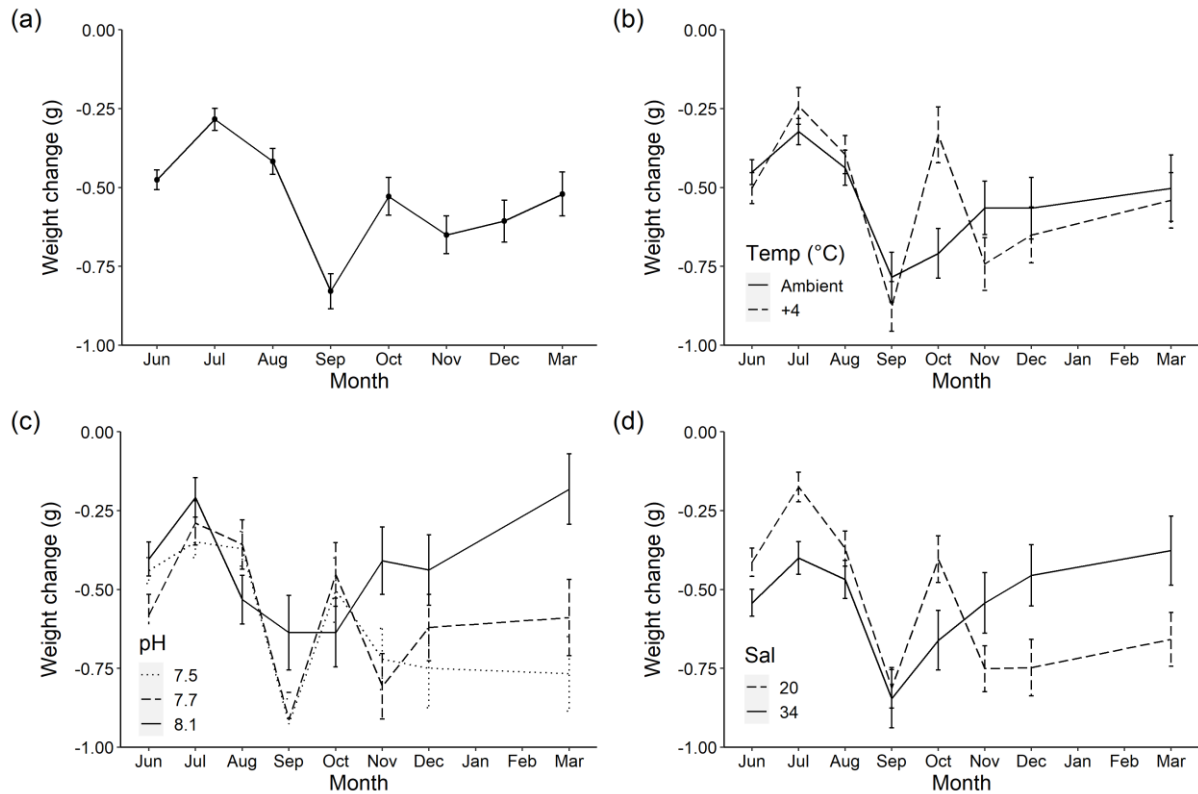 (a)
0.00
-0.25
-0.50
-0.75
-1.00
Weight change (g)
Jun Jul Aug Sep Oct Nov Dec Mar
Month
(b)
0.00
-0.25
-0.50
-0.75
-1.00
Weight change (g)
Temp (°C)
Ambient
+4
Jun Jul Aug Sep Oct Nov Dec Jan Feb Mar
Month
(c)
0.00
-0.25
-0.50
-0.75
-1.00
Weight change (g)
pH
7.5
7.7
8.1
Jun Jul Aug Sep Oct Nov Dec Jan Feb Mar
Month
(d)
0.00
-0.25
-0.50
-0.75
-1.00
Weight change (g)
Sal
20
34
Jun Jul Aug Sep Oct Nov Dec Jan Feb Mar
Month